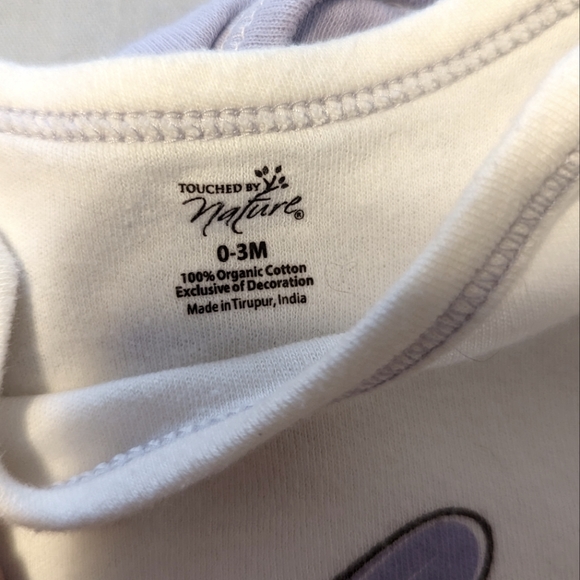 TOUCHED BY
Nature®
0-3M
100% Organic Cotton
Exclusive of Decoration
Made in Tirupur, India